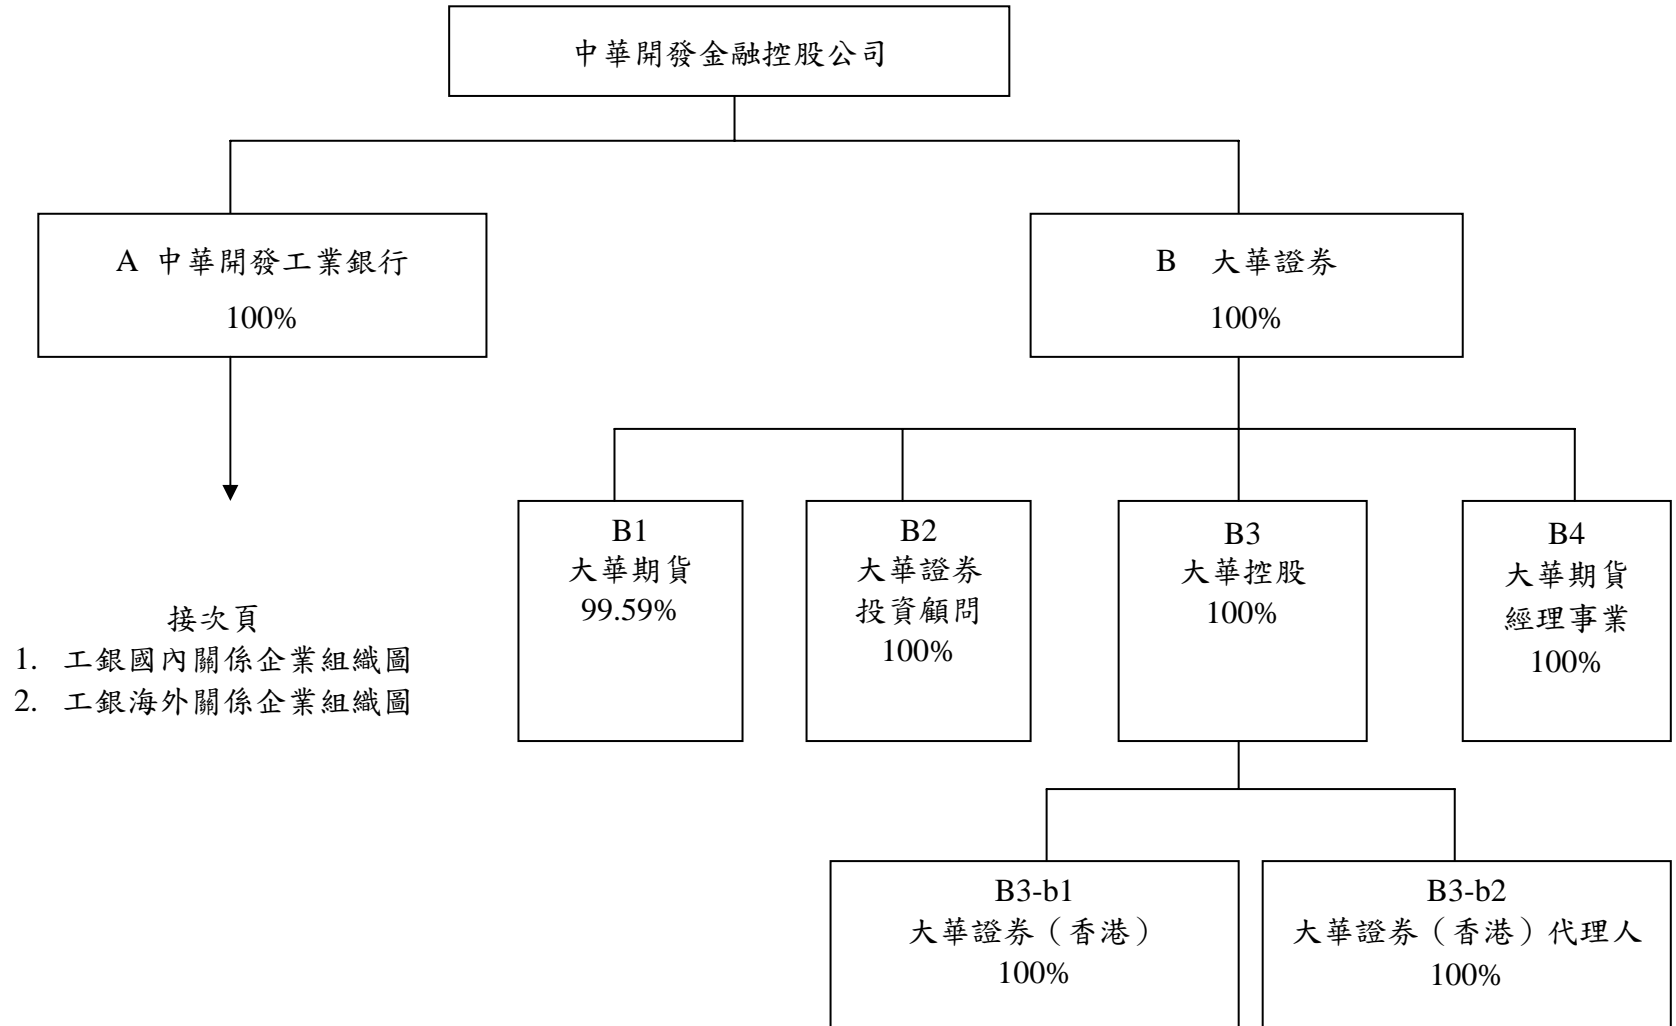 中華開發金融控股公司
A 中華開發工業銀行
100%
B 大華證券
100%
接次頁
1. 工銀國內關係企業組織圖
2. 工銀海外關係企業組織圖
B1
大華期貨
99.59%
B2
大華證券
投資顧問
100%
B3
大華控股
100%
B4
大華期貨
經理事業
100%
B3-b1
大華證券（香港）
100%
B3-b2
大華證券（香港）代理人
100%